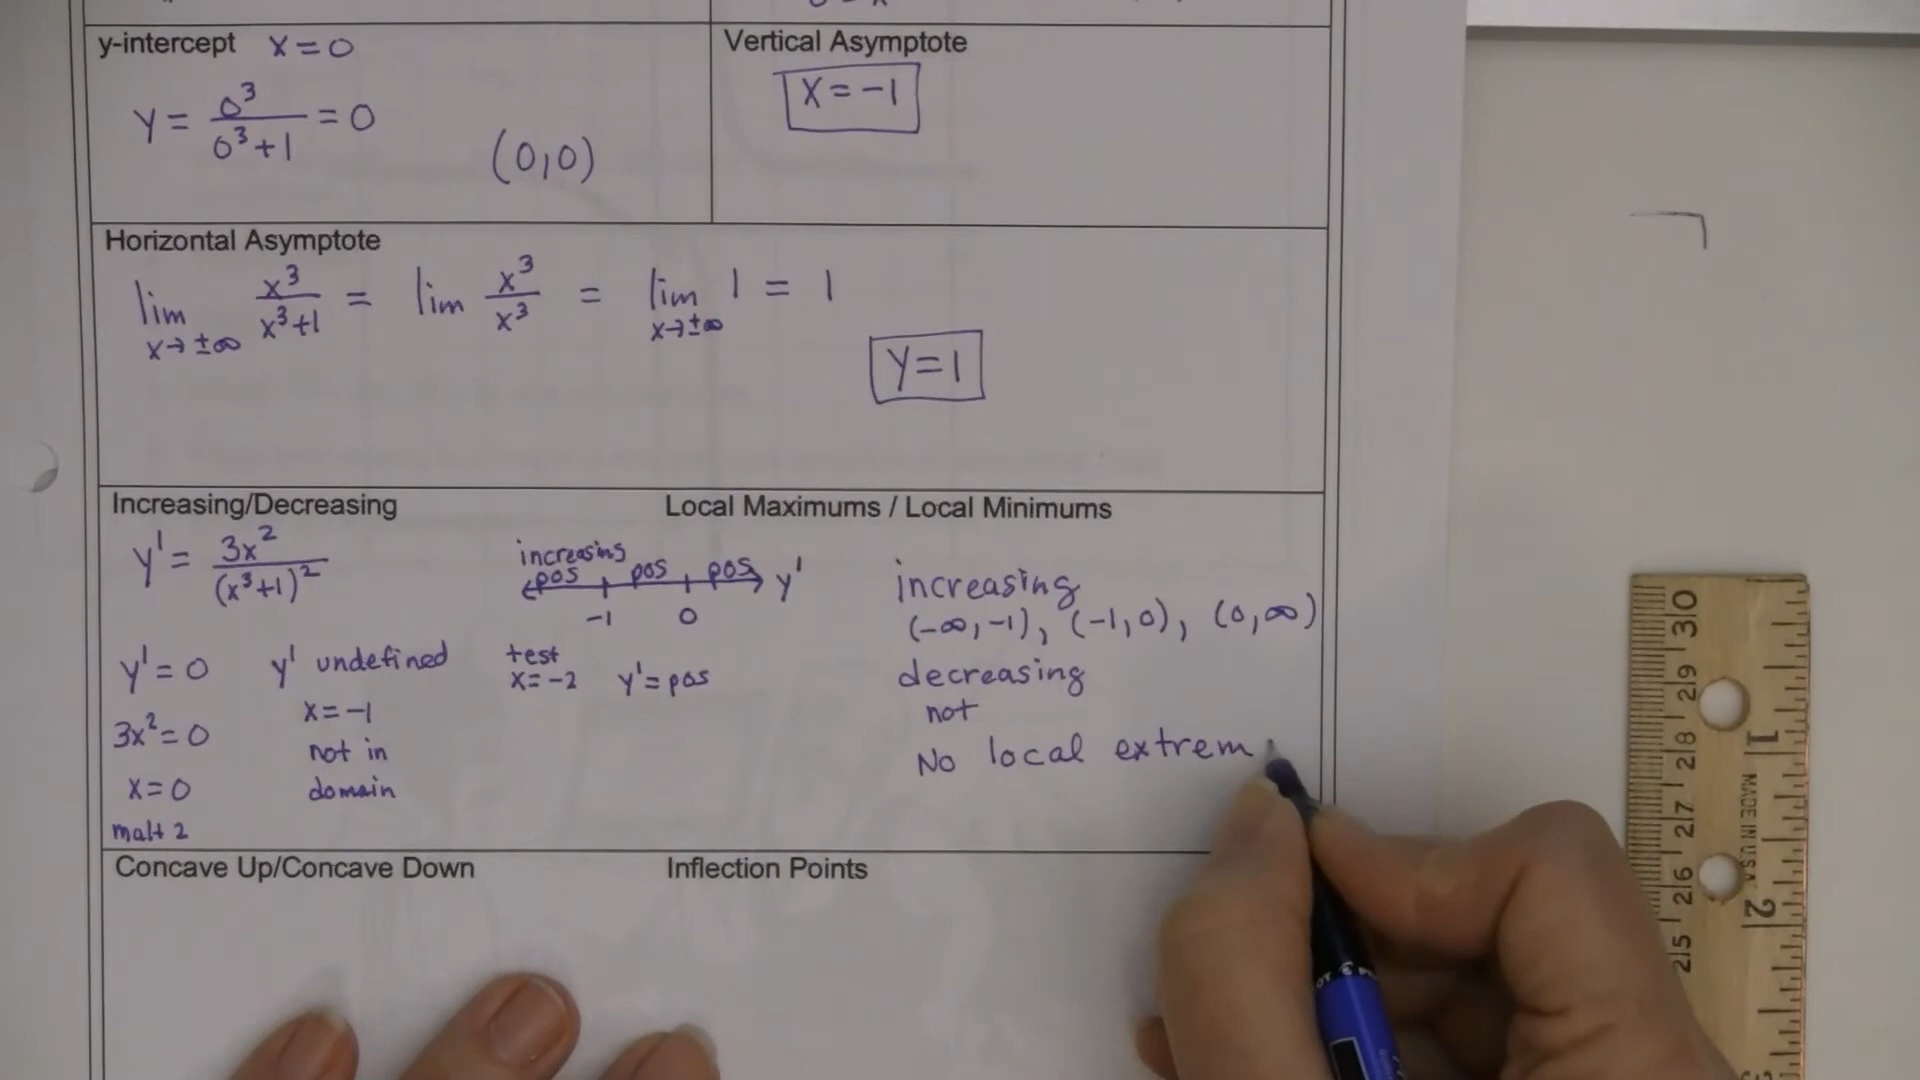 y-intercept x = 0
y = 0³/(0³+1) = 0
(0,0)
Vertical Asymptote
x = -1
Horizontal Asymptote
lim x→±∞ x³/(x³+1) = lim x³/x³ = lim x→±∞ 1 = 1
y = 1
Increasing/Decreasing
Local Maximums / Local Minimums
y' = 3x²/(x³+1)²
y' = 0
3x² = 0
x = 0
mult 2
y' undefined
x = -1
not in
domain
increasing
pos pos pos y'
-1 0
test
x = -2 y' = pos
increasing
(-∞,-1), (-1,0), (0,∞)
decreasing
not
No local extrem
Concave Up/Concave Down
Inflection Points
30
29
28
27
26
25
1
MADE IN U.S.A.
2